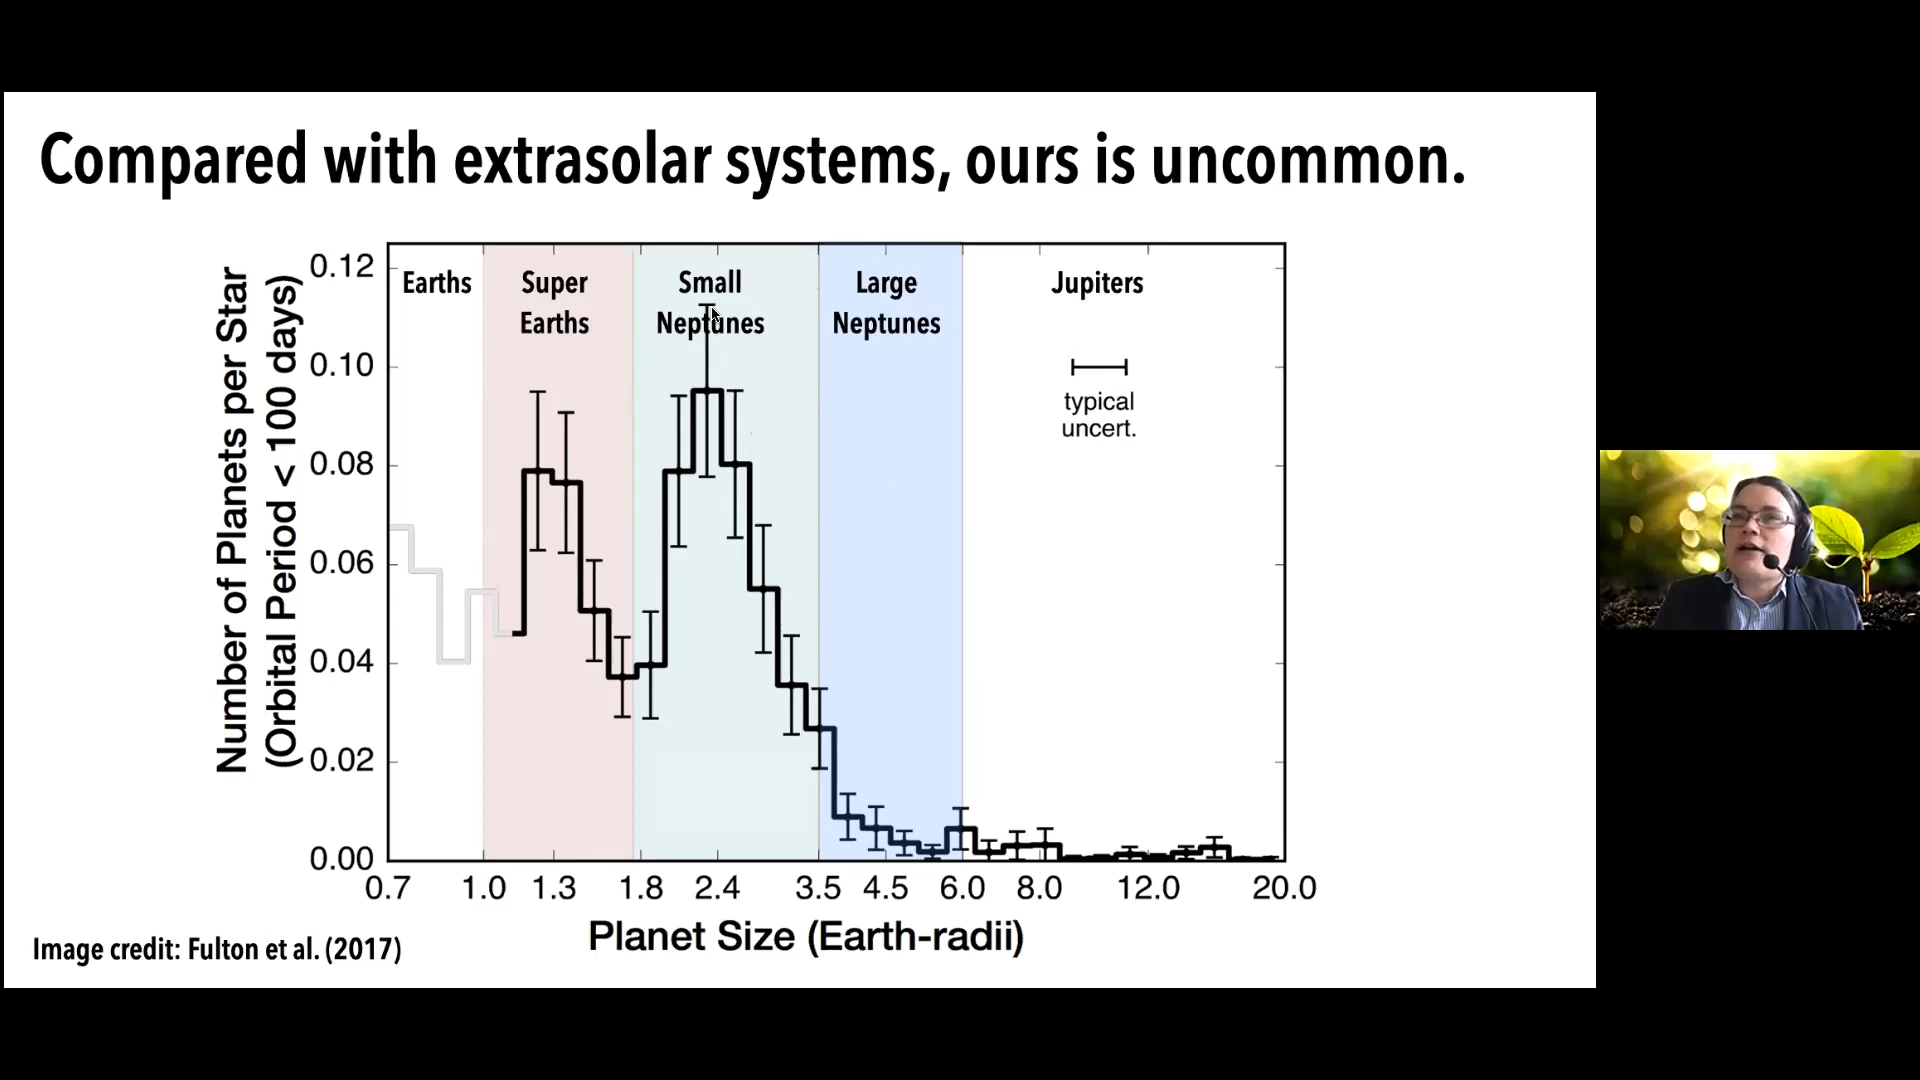 Compared with extrasolar systems, ours is uncommon.
Number of Planets per Star
(Orbital Period < 100 days)
0.12
0.10
0.08
0.06
0.04
0.02
0.00
Earths
Super
Earths
Small
Neptunes
Large
Neptunes
Jupiters
typical
uncert.
0.7 1.0 1.3 1.8 2.4 3.5 4.5 6.0 8.0 12.0 20.0
Planet Size (Earth-radii)
Image credit: Fulton et al. (2017)